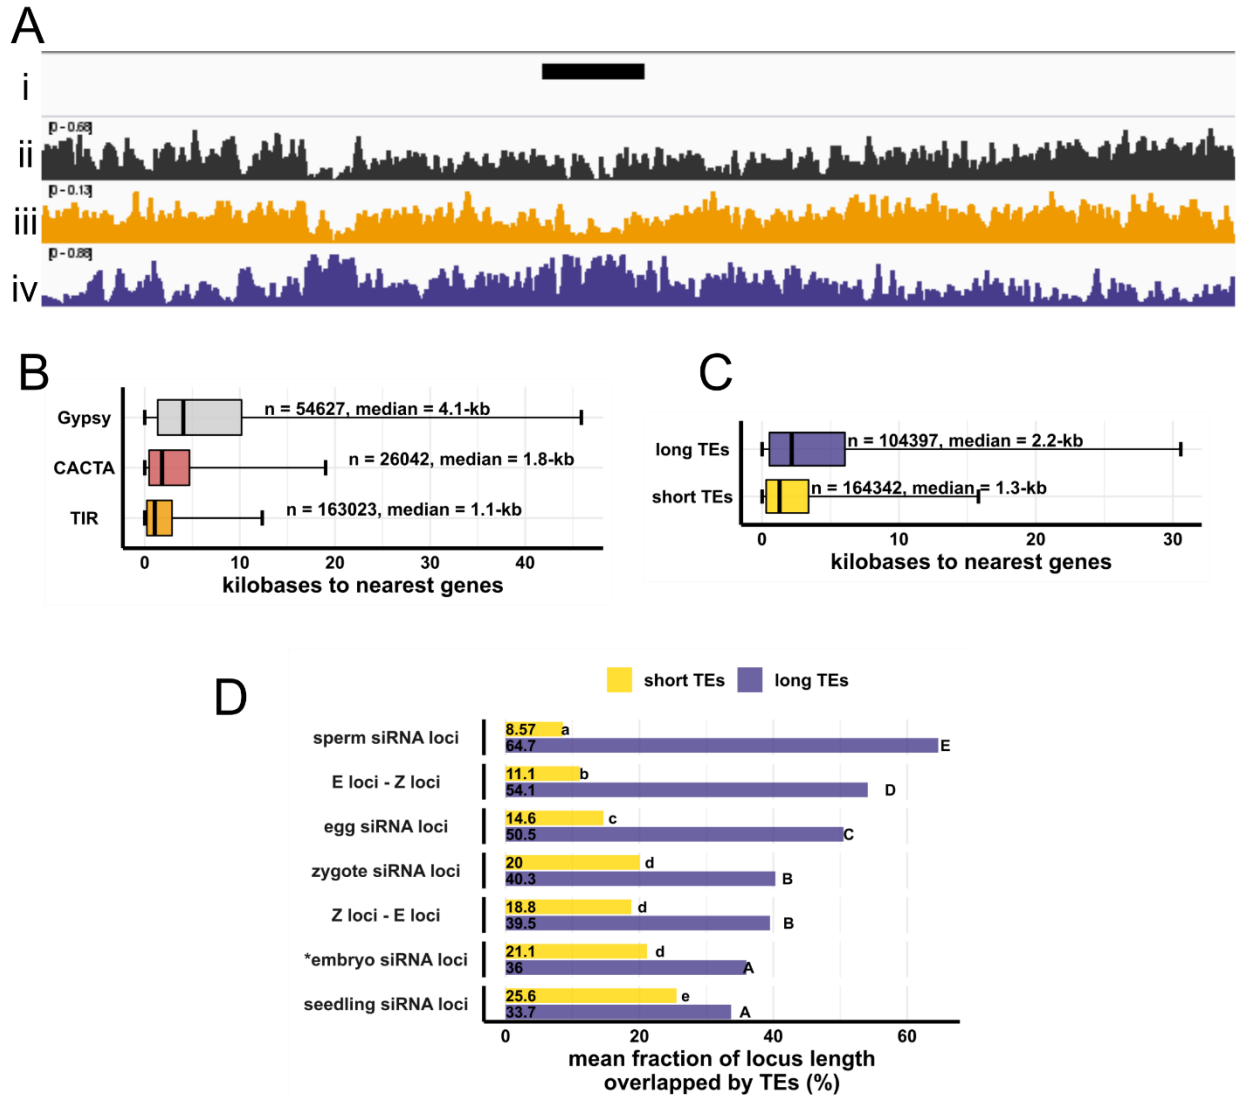 A
i
[0 - 0.68]
ii
[0 - 0.13]
iii
[0 - 0.88]
iv
B
Gypsy
n = 54627, median = 4.1-kb
CACTA
n = 26042, median = 1.8-kb
TIR
n = 163023, median = 1.1-kb
0 10 20 30 40
kilobases to nearest genes
C
long TEs
n = 104397, median = 2.2-kb
short TEs
n = 164342, median = 1.3-kb
0 10 20 30
kilobases to nearest genes
D
short TEs long TEs
sperm siRNA loci
8.57 a
64.7 E
E loci - Z loci
11.1 b
54.1 D
egg siRNA loci
14.6 c
50.5 C
zygote siRNA loci
20 d
40.3 B
Z loci - E loci
18.8 d
39.5 B
*embryo siRNA loci
21.1 d
36 A
seedling siRNA loci
25.6 e
33.7 A
0 20 40 60
mean fraction of locus length
overlapped by TEs (%)